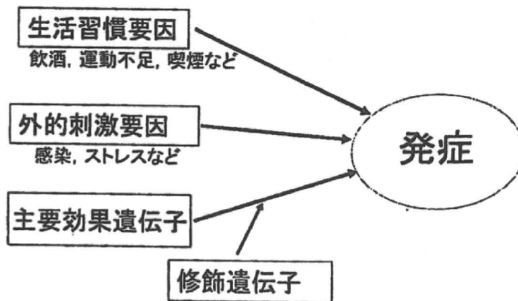 生活習慣要因
飲酒, 運動不足, 喫煙など
外的刺激要因
感染, ストレスなど
発症
主要効果遺伝子
修飾遺伝子